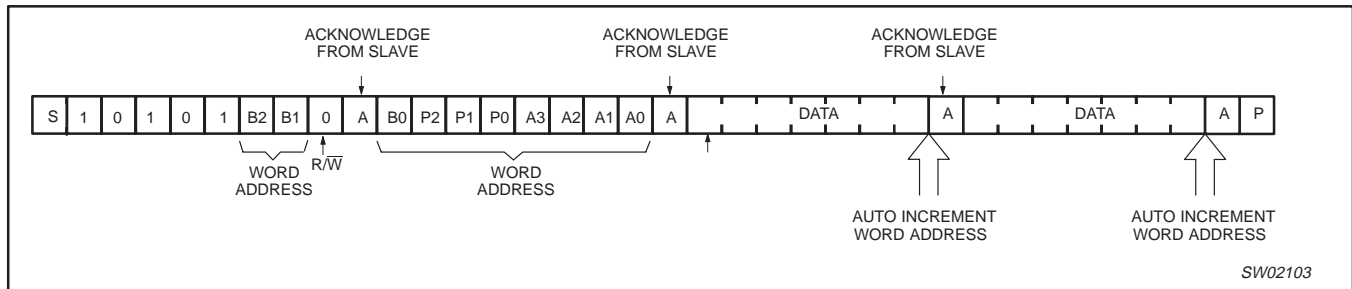 ACKNOWLEDGE
FROM SLAVE
ACKNOWLEDGE
FROM SLAVE
ACKNOWLEDGE
FROM SLAVE
S 1 0 1 0 1 B2 B1 0 A B0 P2 P1 P0 A3 A2 A1 A0 A DATA A DATA A P
R/W̅
WORD
ADDRESS
WORD
ADDRESS
AUTO INCREMENT
WORD ADDRESS
AUTO INCREMENT
WORD ADDRESS
SW02103